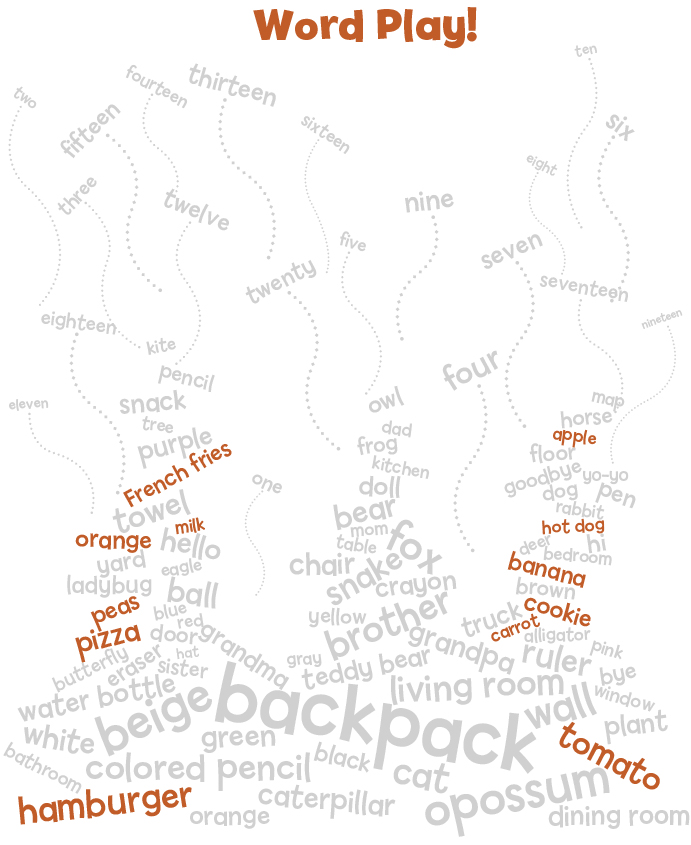 Word Play!
ten
two
fourteen
thirteen
fifteen
sixteen
six
eight
three
twelve
nine
five
seven
twenty
seventeen
eighteen
nineteen
kite
pencil
four
eleven
snack
owl
map
tree
dad
horse
purple
frog
apple
floor
French fries
kitchen
goodbye
yo-yo
one
doll
dog
pen
towel
bear
rabbit
orange
milk
mom
fox
hot dog
hello
table
deer
hi
yard
eagle
chair
snake
bedroom
banana
ladybug
ball
crayon
brown
peas
blue
yellow
brother
cookie
pizza
red
door
grandma
grandpa
truck
carrot
alligator
butterfly
eraser
hat
sister
gray
teddy bear
ruler
pink
water bottle
living room
bye
beige
backpack
wall
window
white
green
plant
bathroom
colored pencil
black
cat
tomato
hamburger
orange
caterpillar
opossum
dining room